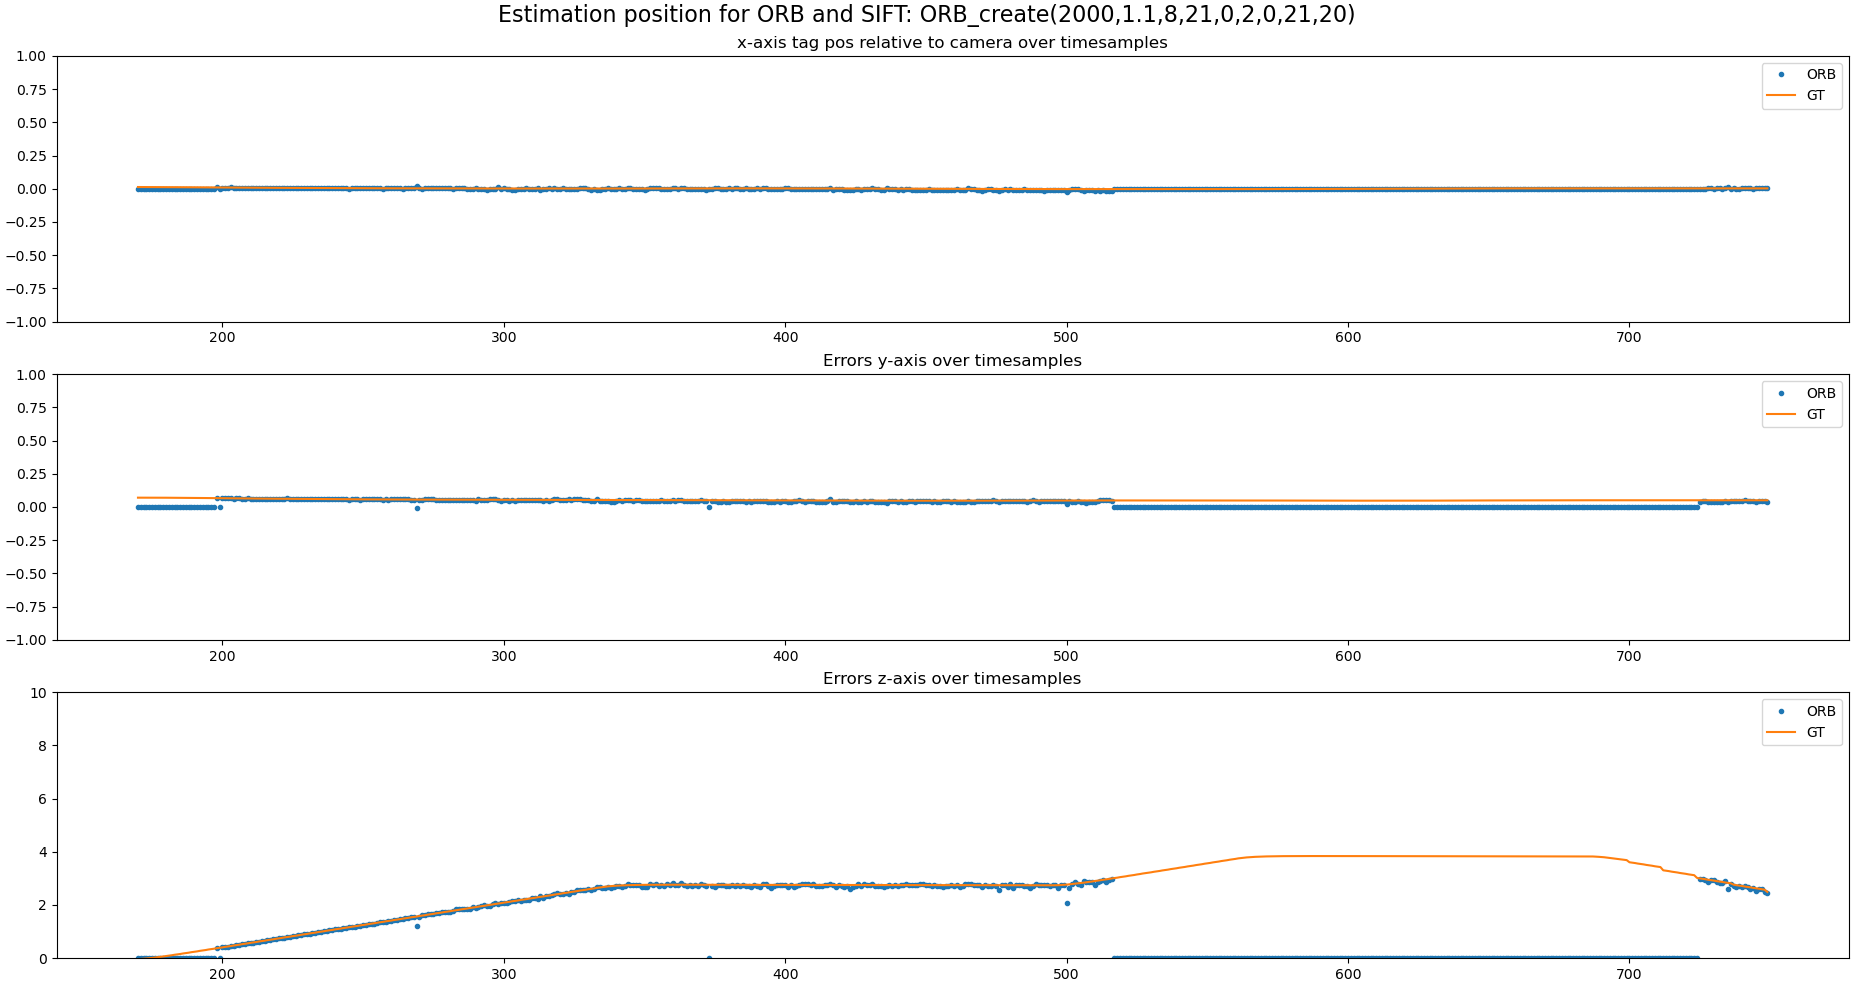 Estimation position for ORB and SIFT: ORB_create(2000,1.1,8,21,0,2,0,21,20)
x-axis tag pos relative to camera over timesamples
1.00
0.75
0.50
0.25
0.00
−0.25
−0.50
−0.75
−1.00
ORB
GT
200 300 400 500 600 700
Errors y-axis over timesamples
1.00
0.75
0.50
0.25
0.00
−0.25
−0.50
−0.75
−1.00
ORB
GT
200 300 400 500 600 700
Errors z-axis over timesamples
10
8
6
4
2
0
ORB
GT
200 300 400 500 600 700